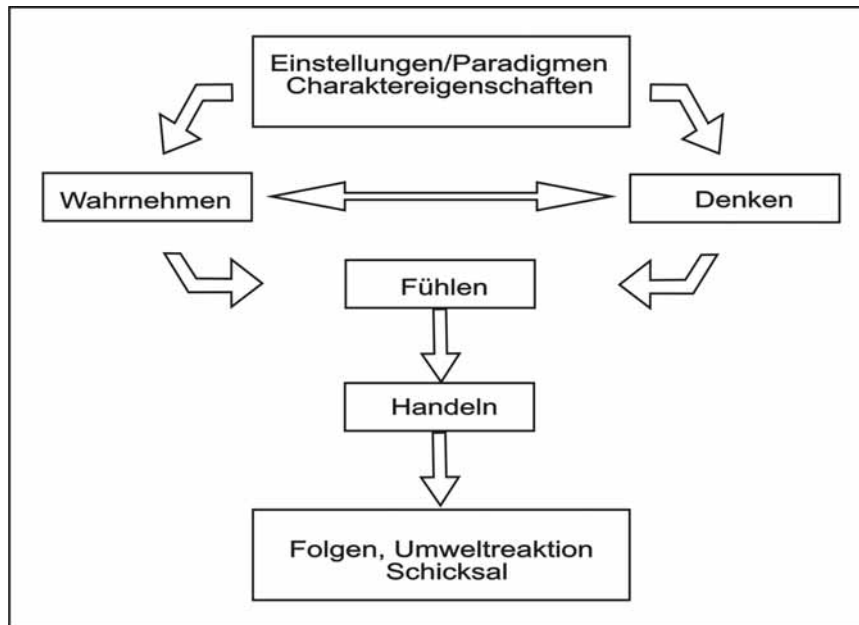 Einstellungen/Paradigmen
Charaktereigenschaften
Wahrnehmen
Denken
Fühlen
Handeln
Folgen, Umweltreaktion
Schicksal